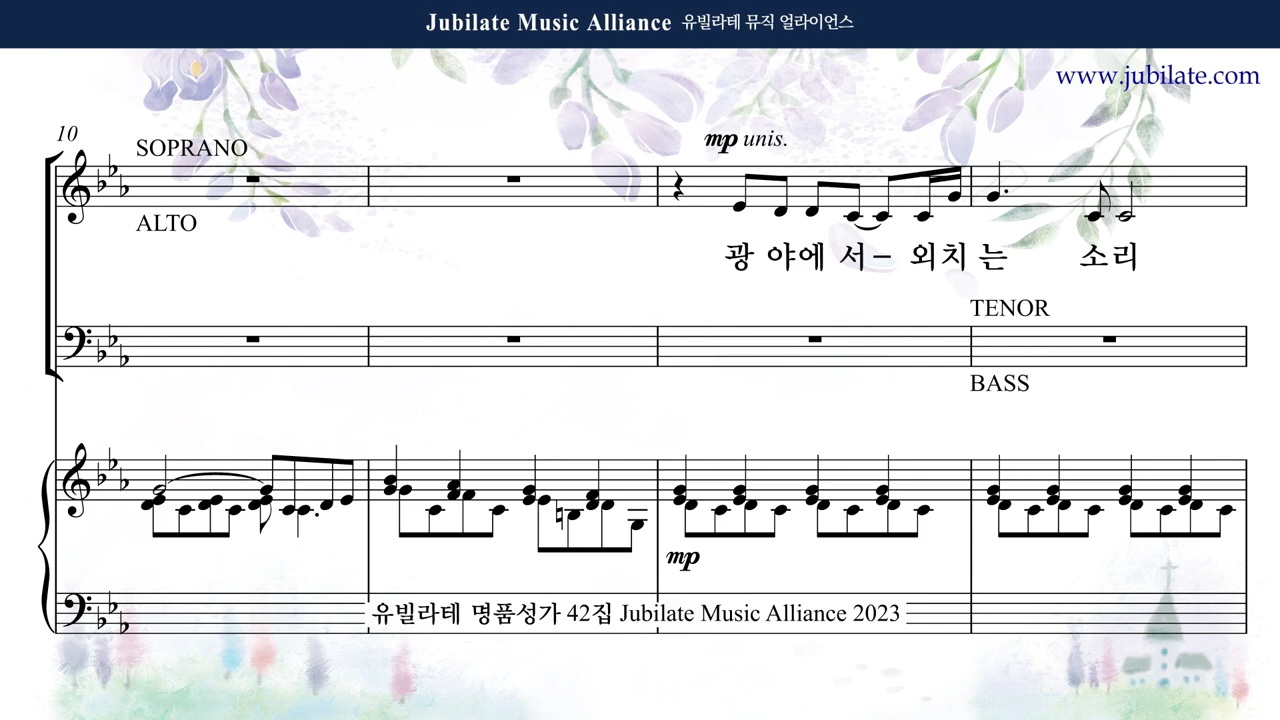 Jubilate Music Alliance 유빌라테 뮤직 얼라이언스
www.jubilate.com
10
SOPRANO
mp unis.
ALTO
광 야에 서– 외치 는 소리
TENOR
BASS
mp
유빌라테 명품성가 42집 Jubilate Music Alliance 2023